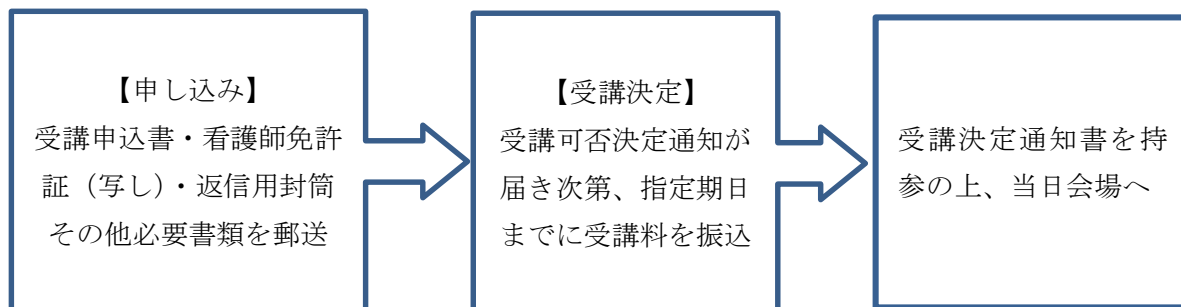 【申し込み】
受講申込書・看護師免許
証（写し）・返信用封筒
その他必要書類を郵送
【受講決定】
受講可否決定通知が
届き次第、指定期日
までに受講料を振込
受講決定通知書を持
参の上、当日会場へ